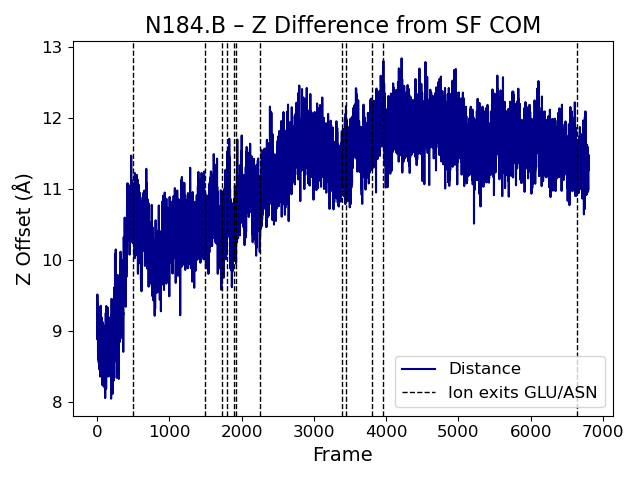 N184.B – Z Difference from SF COM
13
12
11
10
9
8
Z Offset (Å)
Distance
Ion exits GLU/ASN
0 1000 2000 3000 4000 5000 6000 7000
Frame